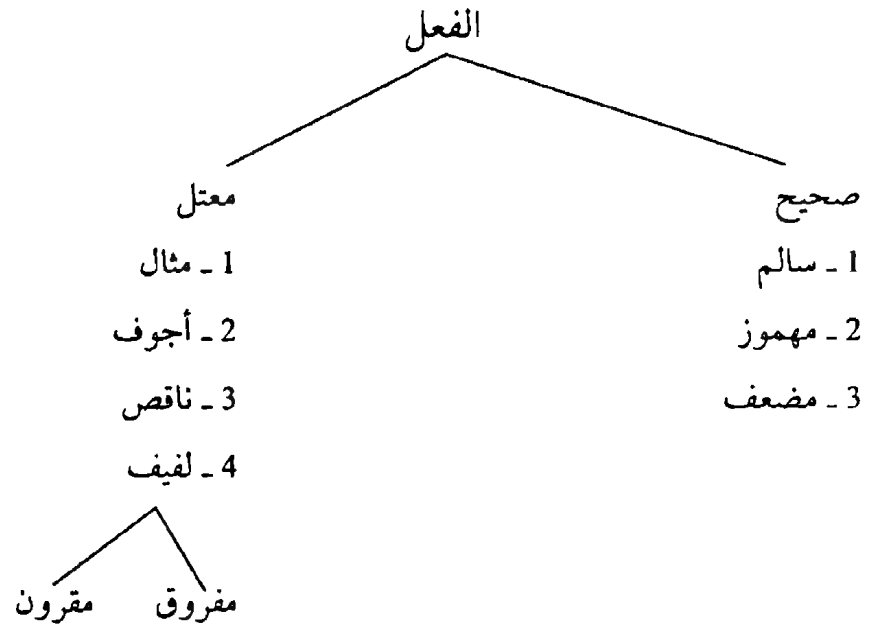 الفعل
صحيح معتل
1 ـ سالم 1 ـ مثال
2 ـ مهموز 2 ـ أجوف
3 ـ مضعف 3 ـ ناقص
4 ـ لفيف
مفروق مقرون